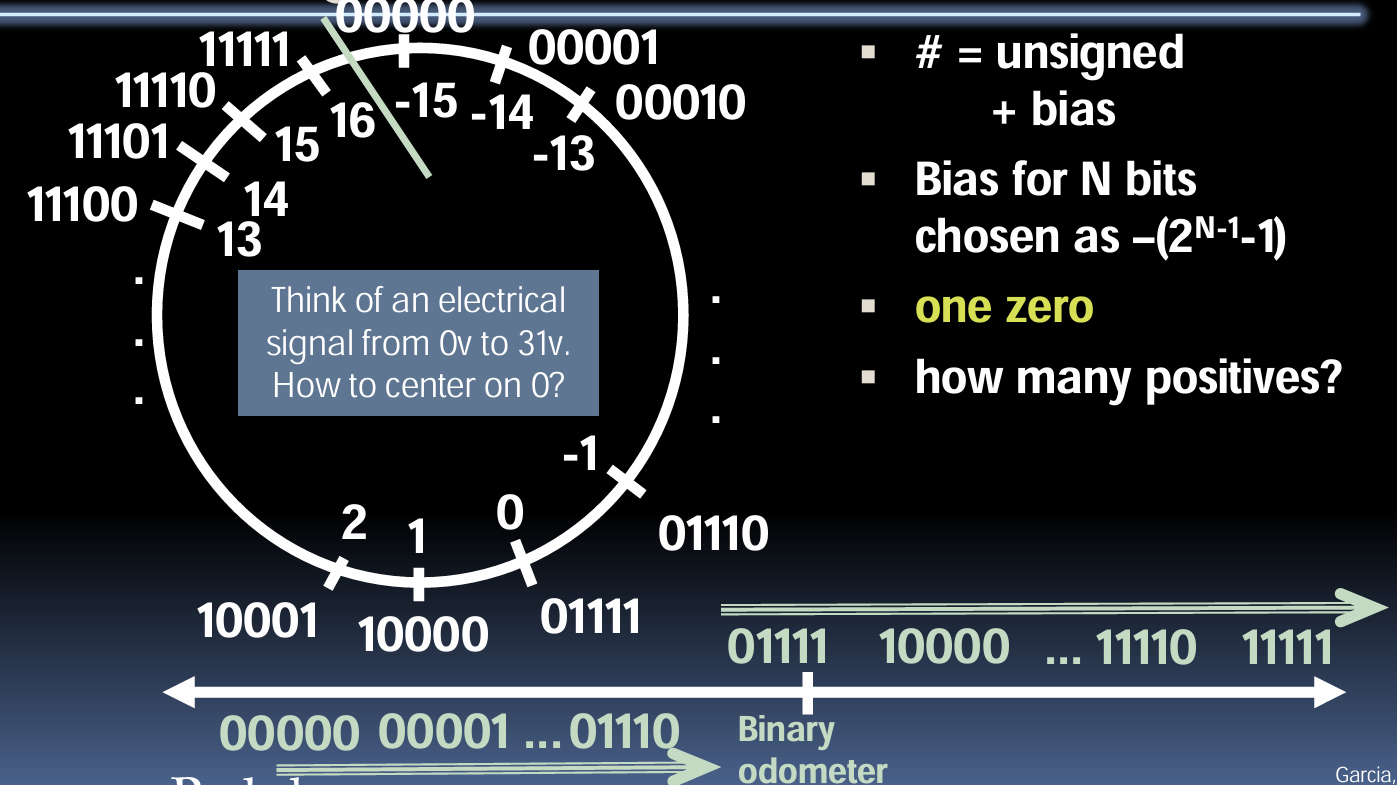 00000
11111
00001
11110
00010
16
-15
-14
11101
15
-13
11100
14
13
.
.
.
.
.
.
Think of an electrical
signal from 0v to 31v.
How to center on 0?
-1
0
2
1
01110
10001
10000
01111
# = unsigned
+ bias
Bias for N bits
chosen as –(2ᴺ⁻¹-1)
one zero
how many positives?
01111 10000 ... 11110 11111
00000 00001 ... 01110
Binary
odometer
Garcia,